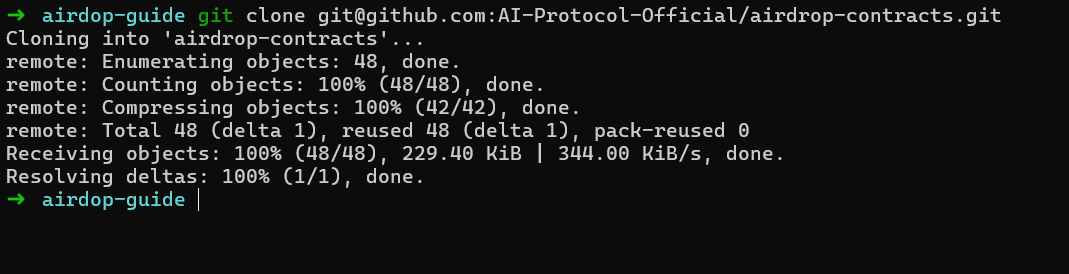 → airdop-guide git clone git@github.com:AI-Protocol-Official/airdrop-contracts.git
Cloning into 'airdrop-contracts'...
remote: Enumerating objects: 48, done.
remote: Counting objects: 100% (48/48), done.
remote: Compressing objects: 100% (42/42), done.
remote: Total 48 (delta 1), reused 48 (delta 1), pack-reused 0
Receiving objects: 100% (48/48), 229.40 KiB | 344.00 KiB/s, done.
Resolving deltas: 100% (1/1), done.
→ airdop-guide